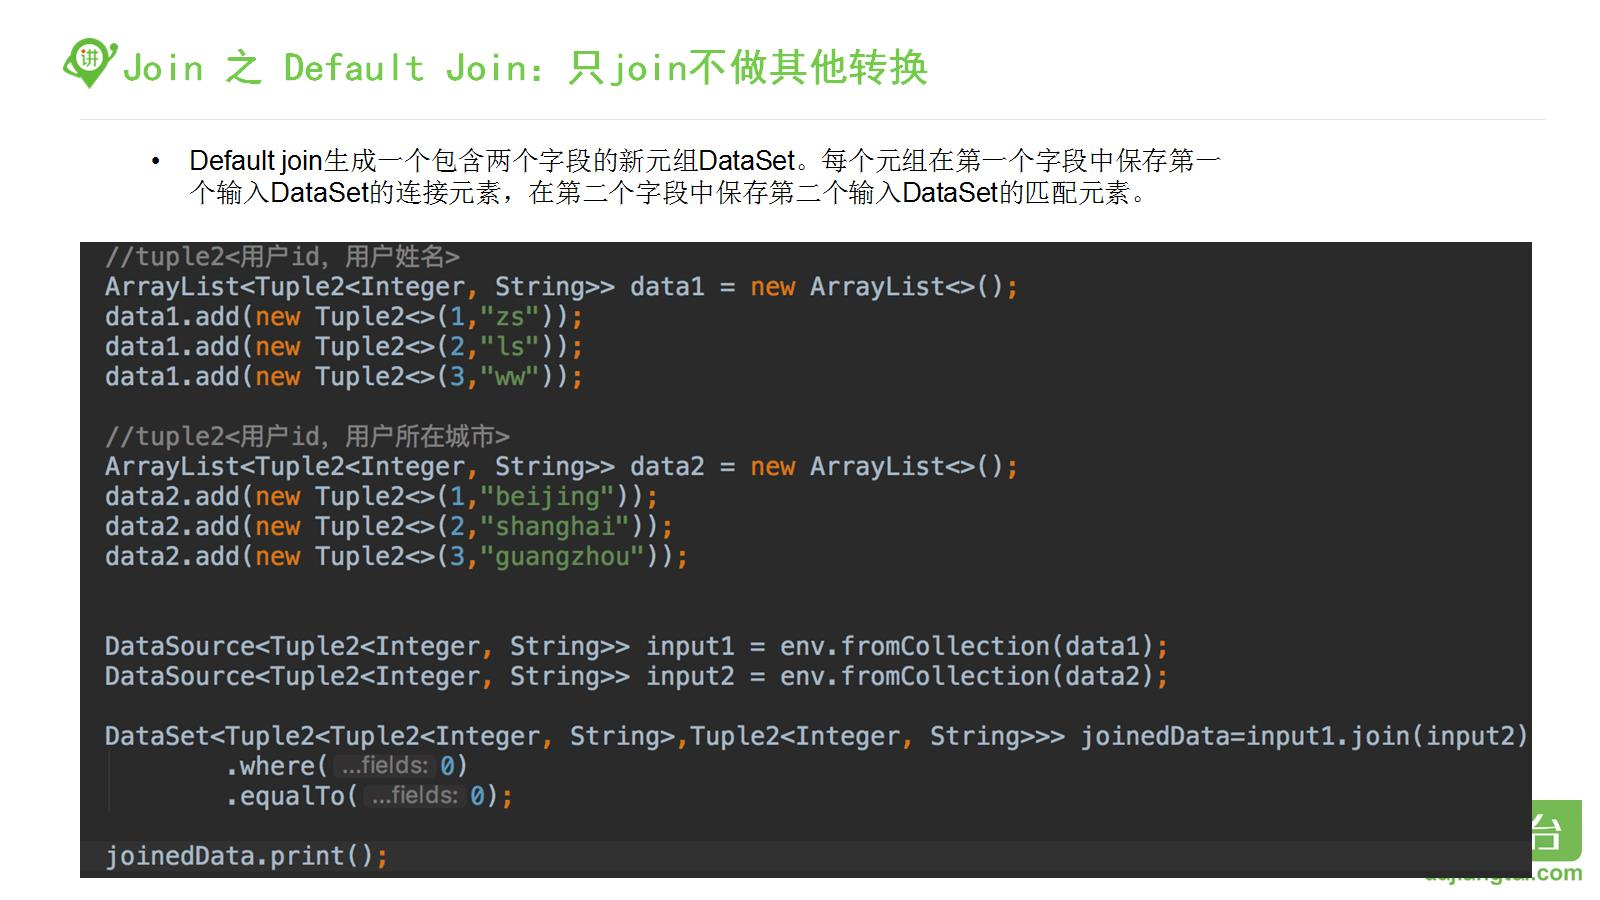 讲
Join 之 Default Join：只join不做其他转换
• Default join生成一个包含两个字段的新元组DataSet。每个元组在第一个字段中保存第一
个输入DataSet的连接元素，在第二个字段中保存第二个输入DataSet的匹配元素。
//tuple2<用户id，用户姓名>
ArrayList<Tuple2<Integer, String>> data1 = new ArrayList<>();
data1.add(new Tuple2<>(1,"zs"));
data1.add(new Tuple2<>(2,"ls"));
data1.add(new Tuple2<>(3,"ww"));
//tuple2<用户id，用户所在城市>
ArrayList<Tuple2<Integer, String>> data2 = new ArrayList<>();
data2.add(new Tuple2<>(1,"beijing"));
data2.add(new Tuple2<>(2,"shanghai"));
data2.add(new Tuple2<>(3,"guangzhou"));
DataSource<Tuple2<Integer, String>> input1 = env.fromCollection(data1);
DataSource<Tuple2<Integer, String>> input2 = env.fromCollection(data2);
DataSet<Tuple2<Tuple2<Integer, String>,Tuple2<Integer, String>>> joinedData=input1.join(input2)
.where( ...fields: 0)
.equalTo( ...fields: 0);
joinedData.print();
台
.com